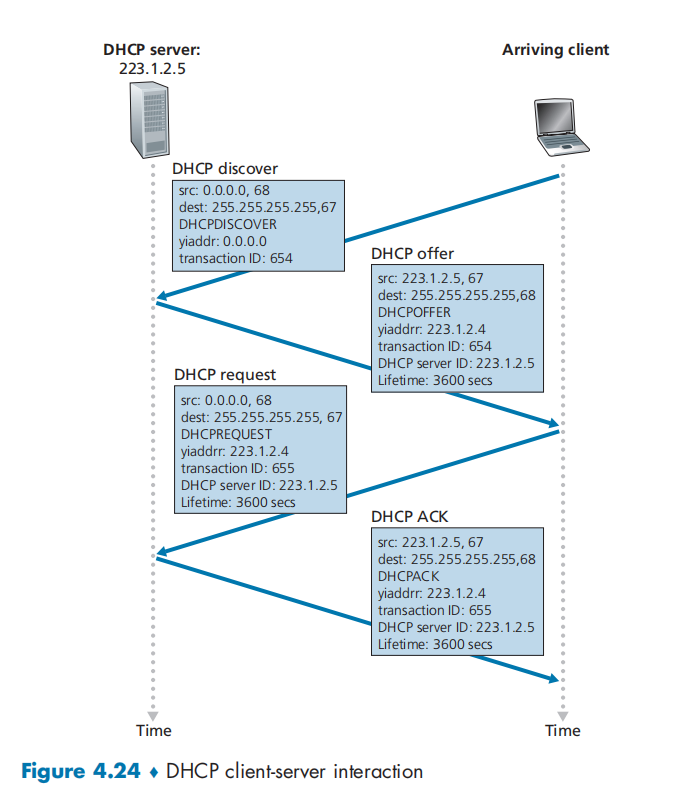 DHCP server:
223.1.2.5
Arriving client
DHCP discover
src: 0.0.0.0, 68
dest: 255.255.255.255,67
DHCPDISCOVER
yiaddr: 0.0.0.0
transaction ID: 654
DHCP offer
src: 223.1.2.5, 67
dest: 255.255.255.255,68
DHCPOFFER
yiaddrr: 223.1.2.4
transaction ID: 654
DHCP server ID: 223.1.2.5
Lifetime: 3600 secs
DHCP request
src: 0.0.0.0, 68
dest: 255.255.255.255, 67
DHCPREQUEST
yiaddrr: 223.1.2.4
transaction ID: 655
DHCP server ID: 223.1.2.5
Lifetime: 3600 secs
DHCP ACK
src: 223.1.2.5, 67
dest: 255.255.255.255,68
DHCPACK
yiaddrr: 223.1.2.4
transaction ID: 655
DHCP server ID: 223.1.2.5
Lifetime: 3600 secs
Time
Time
Figure 4.24 ♦ DHCP client-server interaction